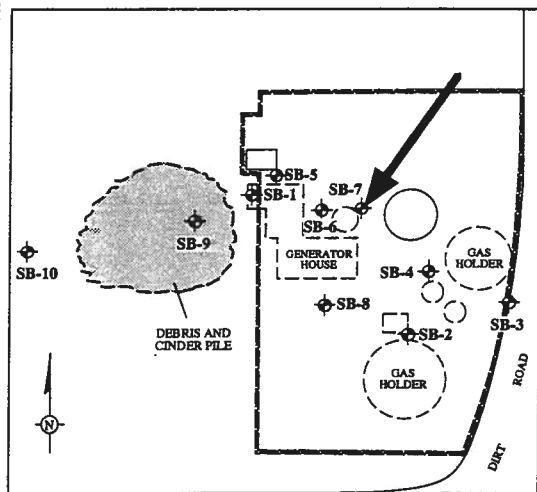 SB-5
SB-1
SB-7
SB-6
SB-9
SB-10
GENERATOR
HOUSE
SB-4
GAS
HOLDER
SB-8
SB-3
SB-2
DEBRIS AND
CINDER PILE
GAS
HOLDER
DIRT ROAD
N